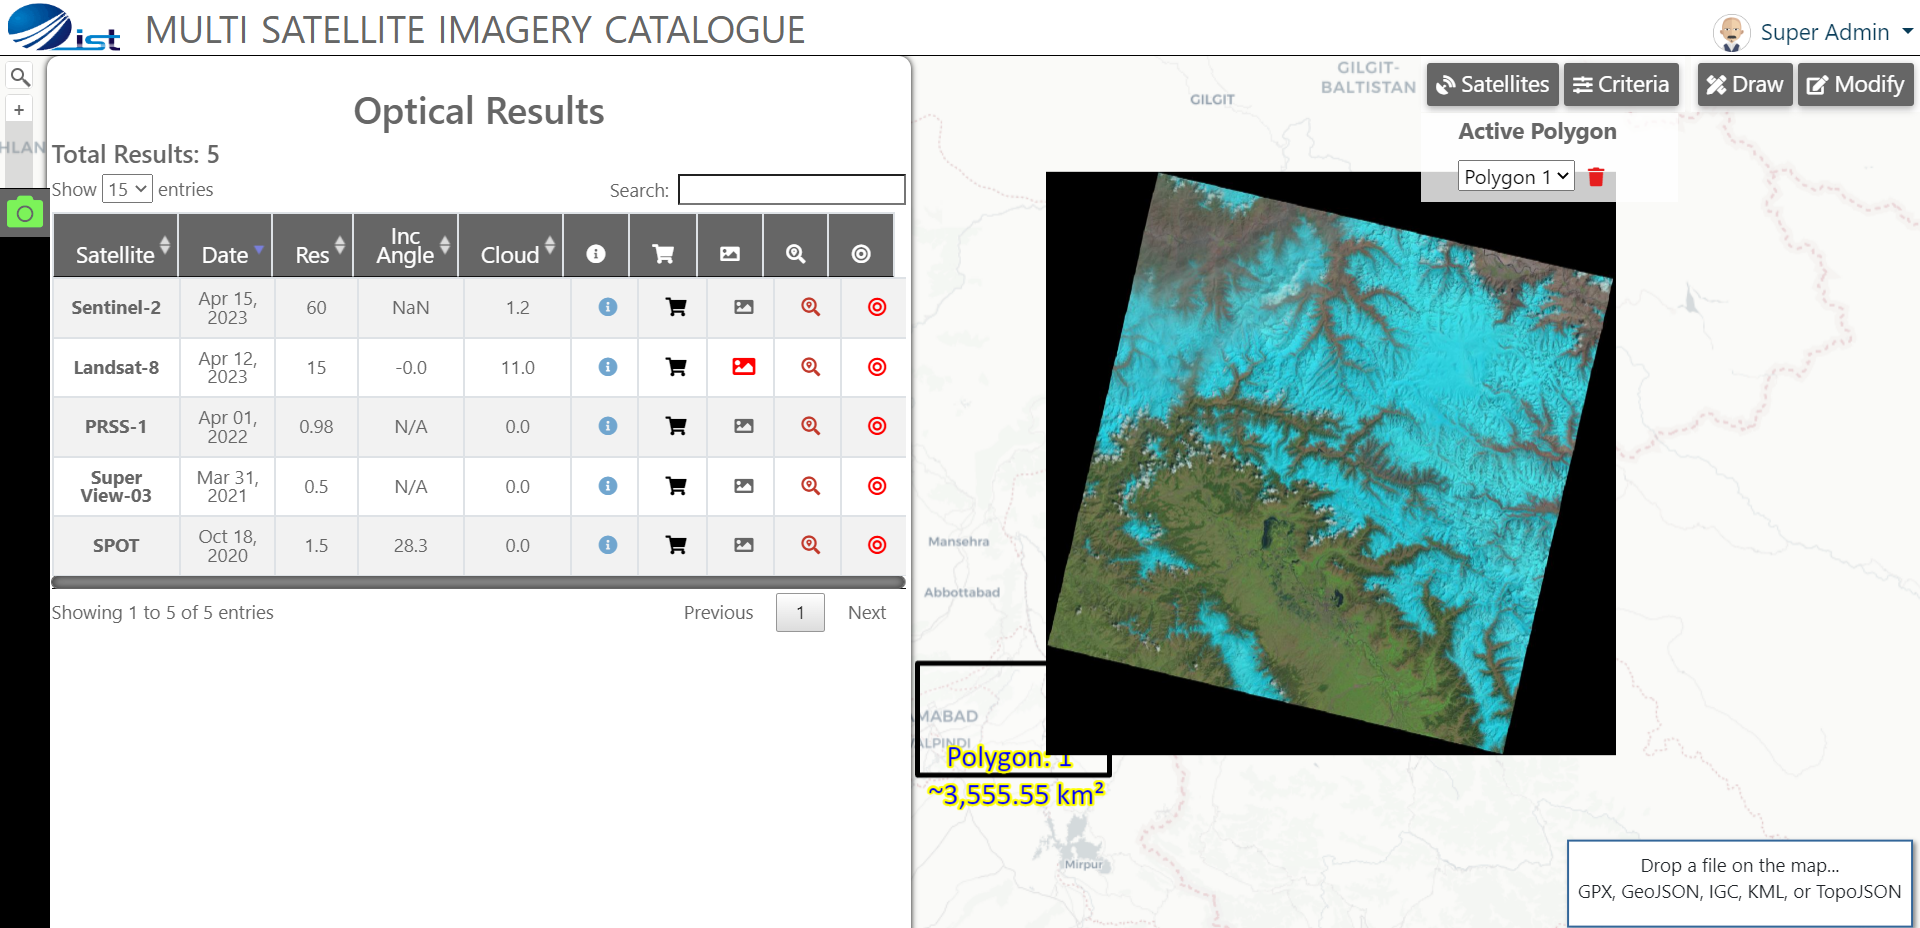 ist
MULTI SATELLITE IMAGERY CATALOGUE
Super Admin
+
HLAN
Optical Results
Total Results: 5
Show 15 entries
Search:
Satellite Date Res Inc Angle Cloud
Sentinel-2 Apr 15, 2023 60 NaN 1.2
Landsat-8 Apr 12, 2023 15 -0.0 11.0
PRSS-1 Apr 01, 2022 0.98 N/A 0.0
Super View-03 Mar 31, 2021 0.5 N/A 0.0
SPOT Oct 18, 2020 1.5 28.3 0.0
Showing 1 to 5 of 5 entries
Previous 1 Next
GILGIT
GILGIT-
BALTISTAN
Satellites
Criteria
Draw
Modify
Active Polygon
Polygon 1
Mansehra
Abbottabad
MABAD
ALPINDI
Polygon: 1
~3,555.55 km²
Mirpur
Drop a file on the map...
GPX, GeoJSON, IGC, KML, or TopoJSON